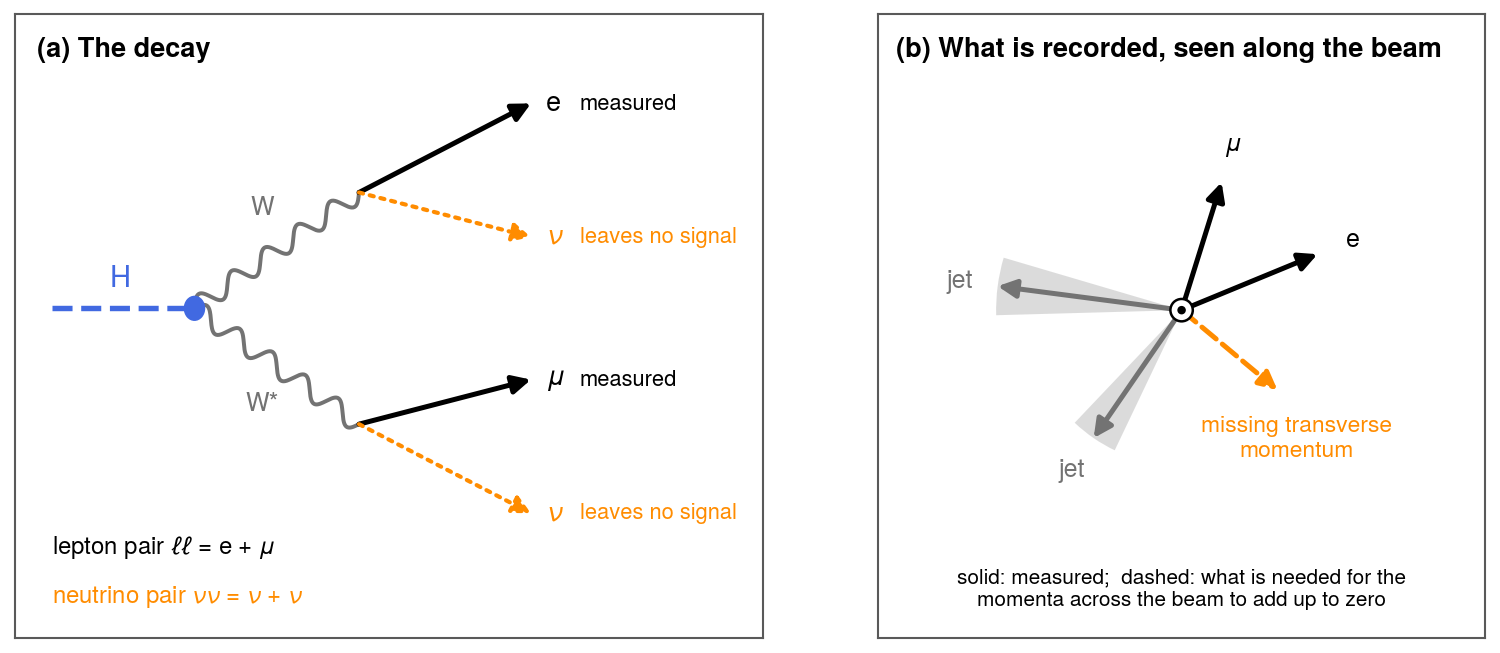 (a) The decay
e measured
W
ν leaves no signal
H
μ measured
W*
ν leaves no signal
lepton pair ℓℓ = e + μ
neutrino pair νν = ν + ν
(b) What is recorded, seen along the beam
μ
e
jet
missing transverse
momentum
jet
solid: measured; dashed: what is needed for the
momenta across the beam to add up to zero